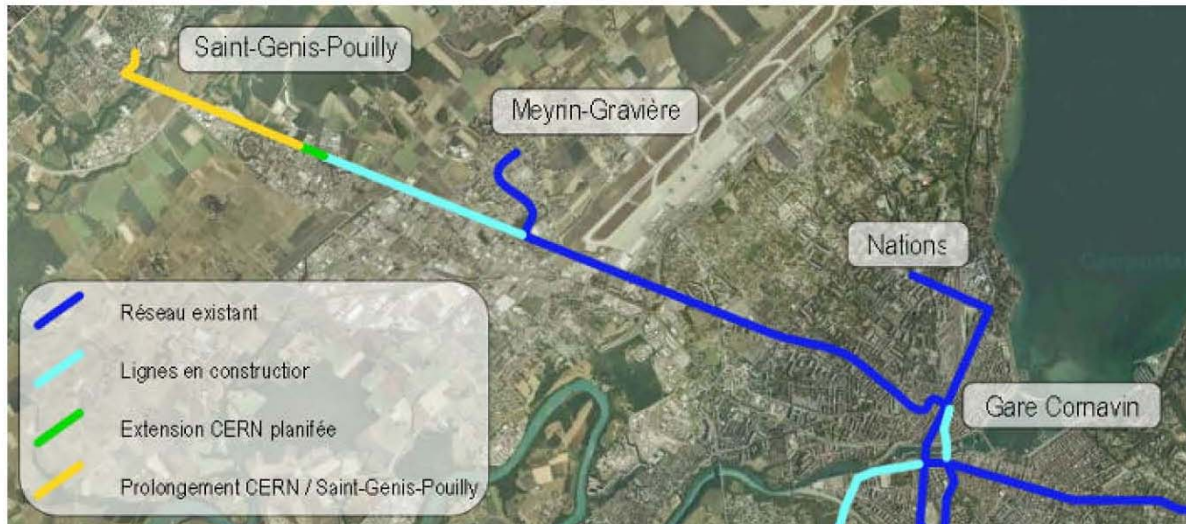 Saint-Genis-Pouilly
Meyrin-Gravière
Nations
Gare Cornavin
Réseau existant
Lignes en constructior
Extension CERN planifée
Prolongement CERN / Saint-Genis-Pouilly